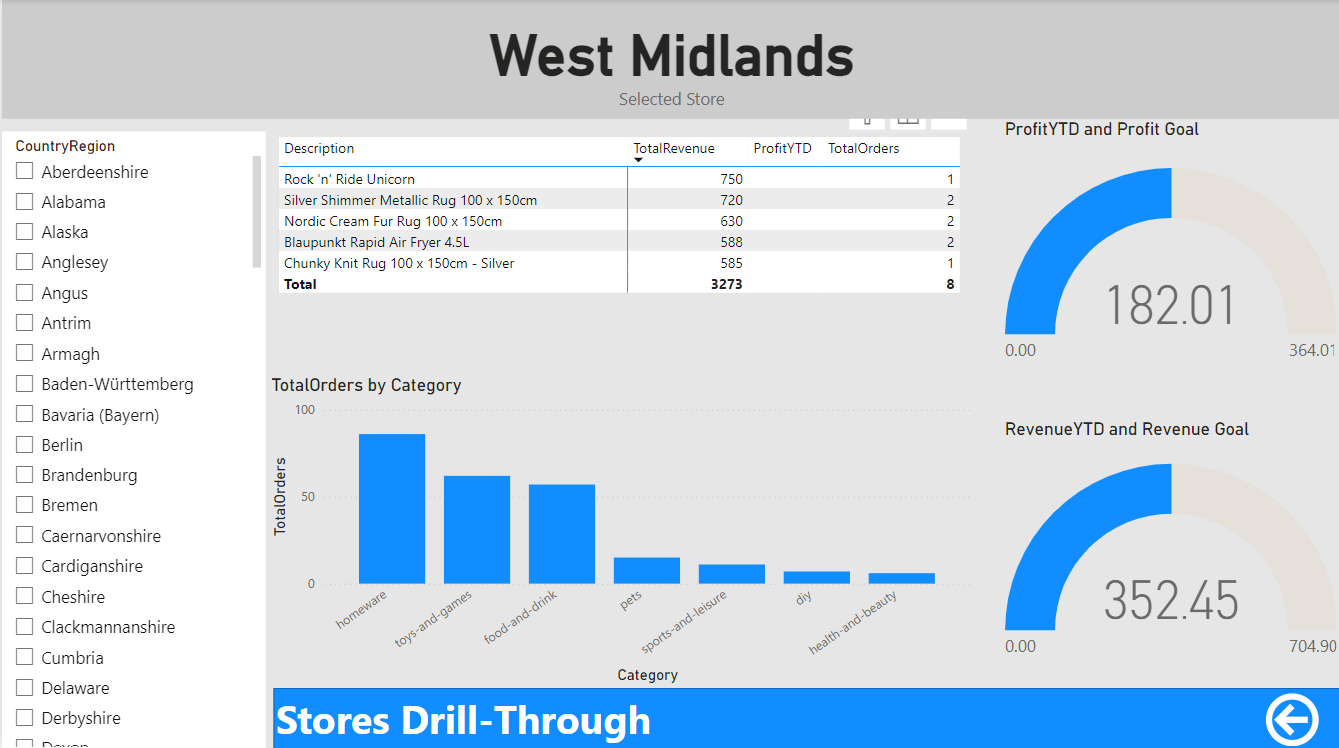 West Midlands
Selected Store
CountryRegion
Aberdeenshire
Alabama
Alaska
Anglesey
Angus
Antrim
Armagh
Baden-Württemberg
Bavaria (Bayern)
Berlin
Brandenburg
Bremen
Caernarvonshire
Cardiganshire
Cheshire
Clackmannanshire
Cumbria
Delaware
Derbyshire
Description TotalRevenue ProfitYTD TotalOrders
Rock 'n' Ride Unicorn 750 1
Silver Shimmer Metallic Rug 100 x 150cm 720 2
Nordic Cream Fur Rug 100 x 150cm 630 2
Blaupunkt Rapid Air Fryer 4.5L 588 2
Chunky Knit Rug 100 x 150cm - Silver 585 1
Total 3273 8
TotalOrders by Category
TotalOrders
100
50
0
homeware
toys-and-games
food-and-drink
pets
sports-and-leisure
diy
health-and-beauty
Category
ProfitYTD and Profit Goal
182.01
0.00 364.01
RevenueYTD and Revenue Goal
352.45
0.00 704.90
Stores Drill-Through